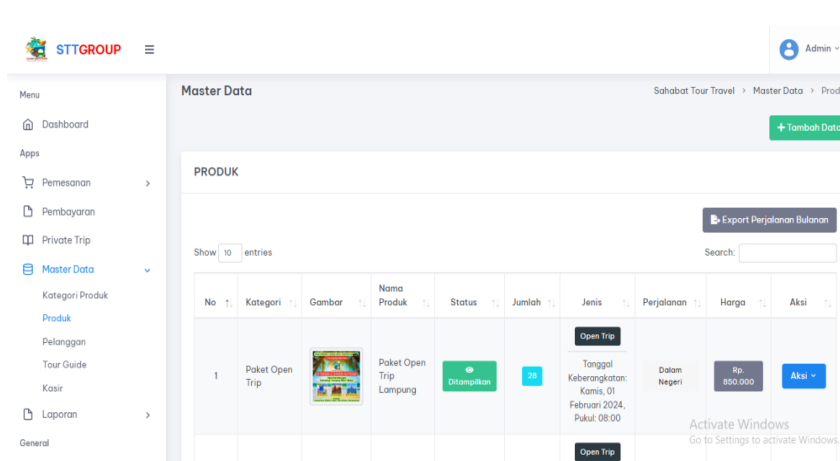 STTGROUP
Admin
Menu
Master Data
Sahabat Tour Travel > Master Data > Prod
Dashboard
+ Tambah Data
Apps
PRODUK
Pemesanan
Pembayaran
Export Perjalanan Bulanan
Private Trip
Show 10 entries
Search:
Master Data
Kategori Produk
Produk
Pelanggan
Tour Guide
Kasir
Laporan
General
No Kategori Gambar Nama Produk Status Jumlah Jenis Perjalanan Harga Aksi
Open Trip
1
Paket Open
Trip
Paket Open
Trip
Lampung
Ditampilkan
28
Tanggal
Keberangkatan:
Kamis, 01
Februari 2024,
Pukul: 08:00
Dalam
Negeri
Rp.
850.000
Aksi
Open Trip
Activate Windows
Go to Settings to activate Windows.